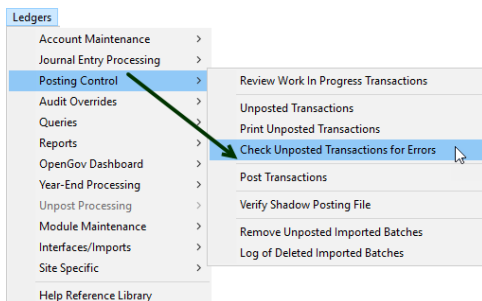 Ledgers
Account Maintenance
Journal Entry Processing
Posting Control
Audit Overrides
Queries
Reports
OpenGov Dashboard
Year-End Processing
Unpost Processing
Module Maintenance
Interfaces/Imports
Site Specific
Help Reference Library
Review Work In Progress Transactions
Unposted Transactions
Print Unposted Transactions
Check Unposted Transactions for Errors
Post Transactions
Verify Shadow Posting File
Remove Unposted Imported Batches
Log of Deleted Imported Batches